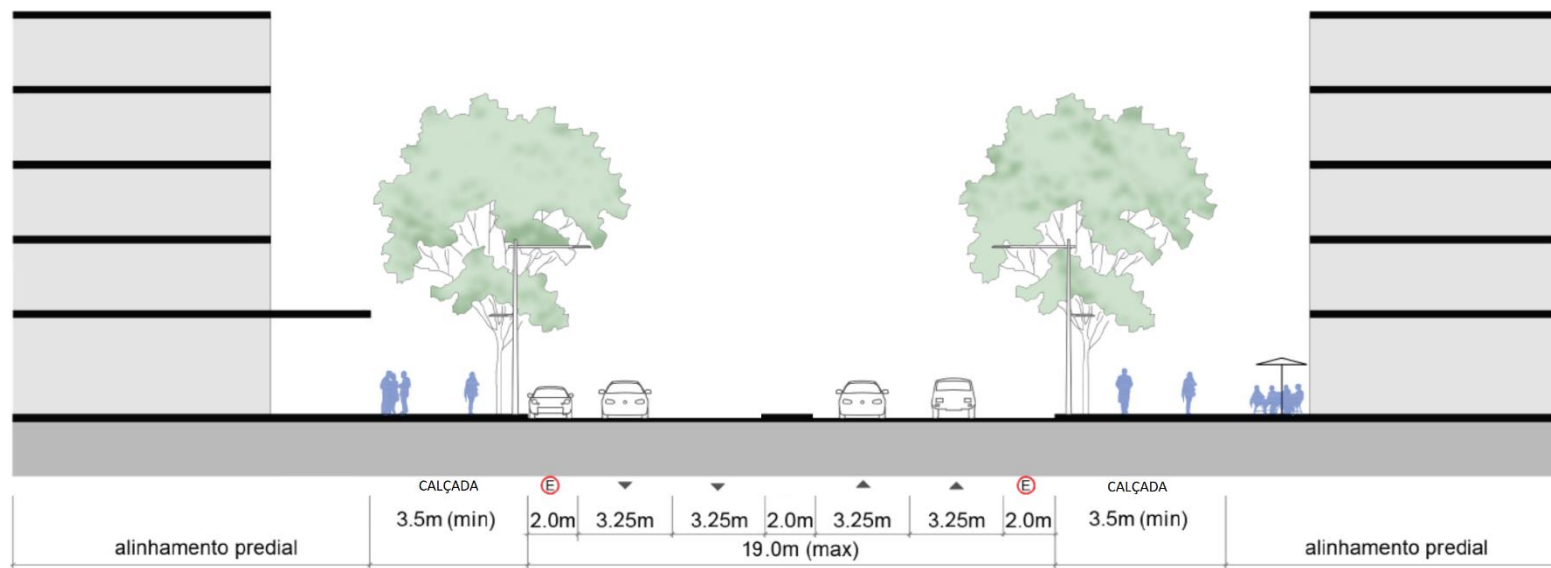 CALÇADA E E CALÇADA
3.5m (min) 2.0m 3.25m 3.25m 2.0m 3.25m 3.25m 2.0m 3.5m (min)
alinhamento predial 19.0m (max) alinhamento predial